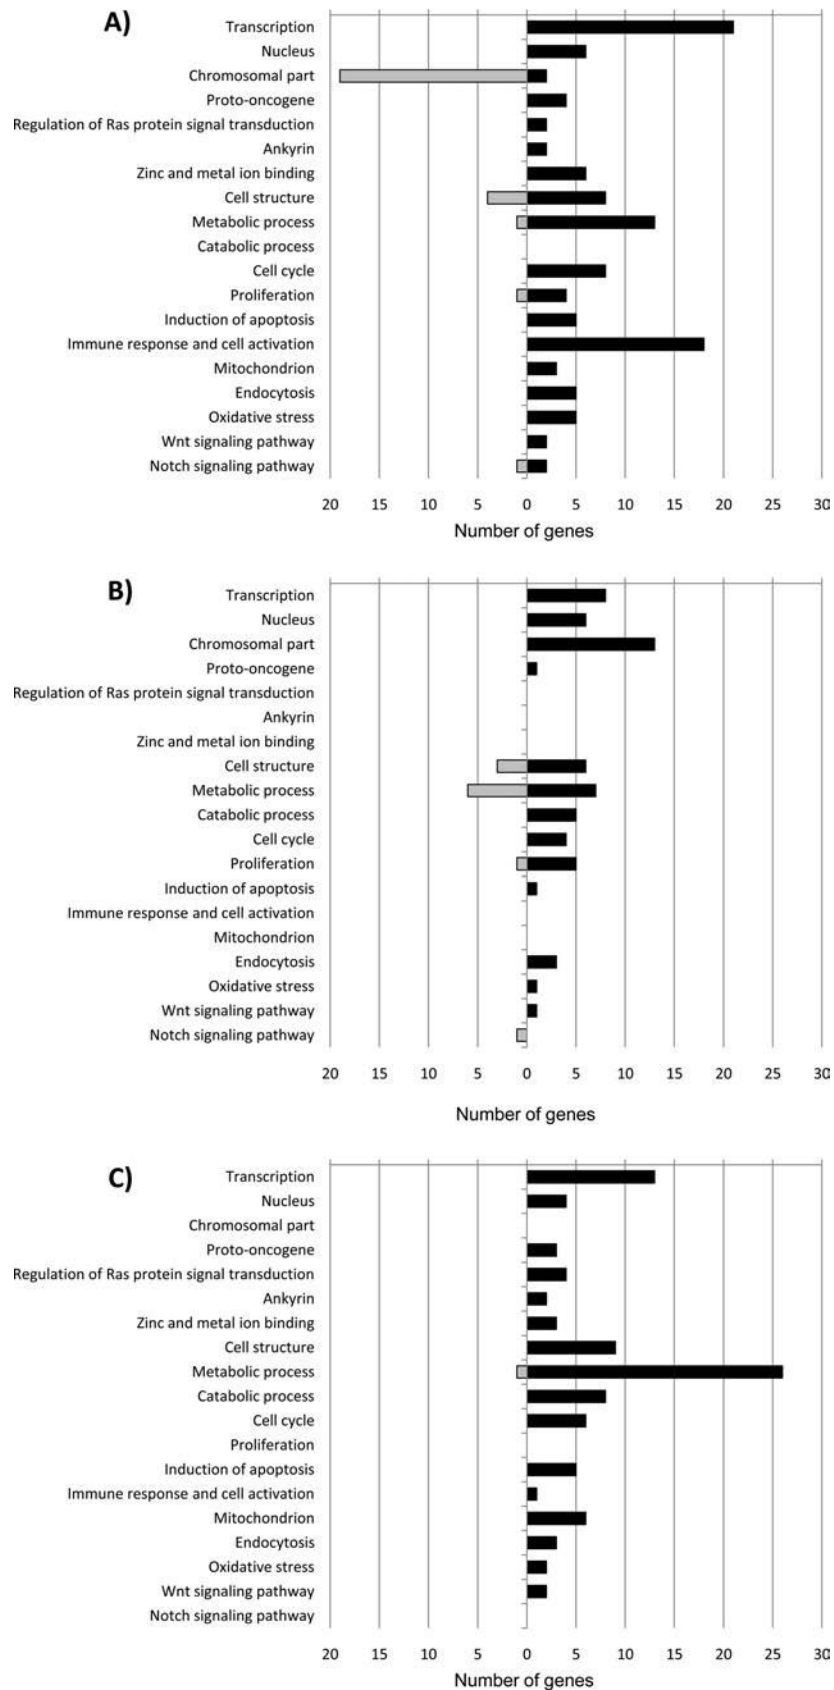 A)
Transcription
Nucleus
Chromosomal part
Proto-oncogene
Regulation of Ras protein signal transduction
Ankyrin
Zinc and metal ion binding
Cell structure
Metabolic process
Catabolic process
Cell cycle
Proliferation
Induction of apoptosis
Immune response and cell activation
Mitochondrion
Endocytosis
Oxidative stress
Wnt signaling pathway
Notch signaling pathway
20 15 10 5 0 5 10 15 20 25 30
Number of genes
B)
Transcription
Nucleus
Chromosomal part
Proto-oncogene
Regulation of Ras protein signal transduction
Ankyrin
Zinc and metal ion binding
Cell structure
Metabolic process
Catabolic process
Cell cycle
Proliferation
Induction of apoptosis
Immune response and cell activation
Mitochondrion
Endocytosis
Oxidative stress
Wnt signaling pathway
Notch signaling pathway
20 15 10 5 0 5 10 15 20 25 30
Number of genes
C)
Transcription
Nucleus
Chromosomal part
Proto-oncogene
Regulation of Ras protein signal transduction
Ankyrin
Zinc and metal ion binding
Cell structure
Metabolic process
Catabolic process
Cell cycle
Proliferation
Induction of apoptosis
Immune response and cell activation
Mitochondrion
Endocytosis
Oxidative stress
Wnt signaling pathway
Notch signaling pathway
20 15 10 5 0 5 10 15 20 25 30
Number of genes